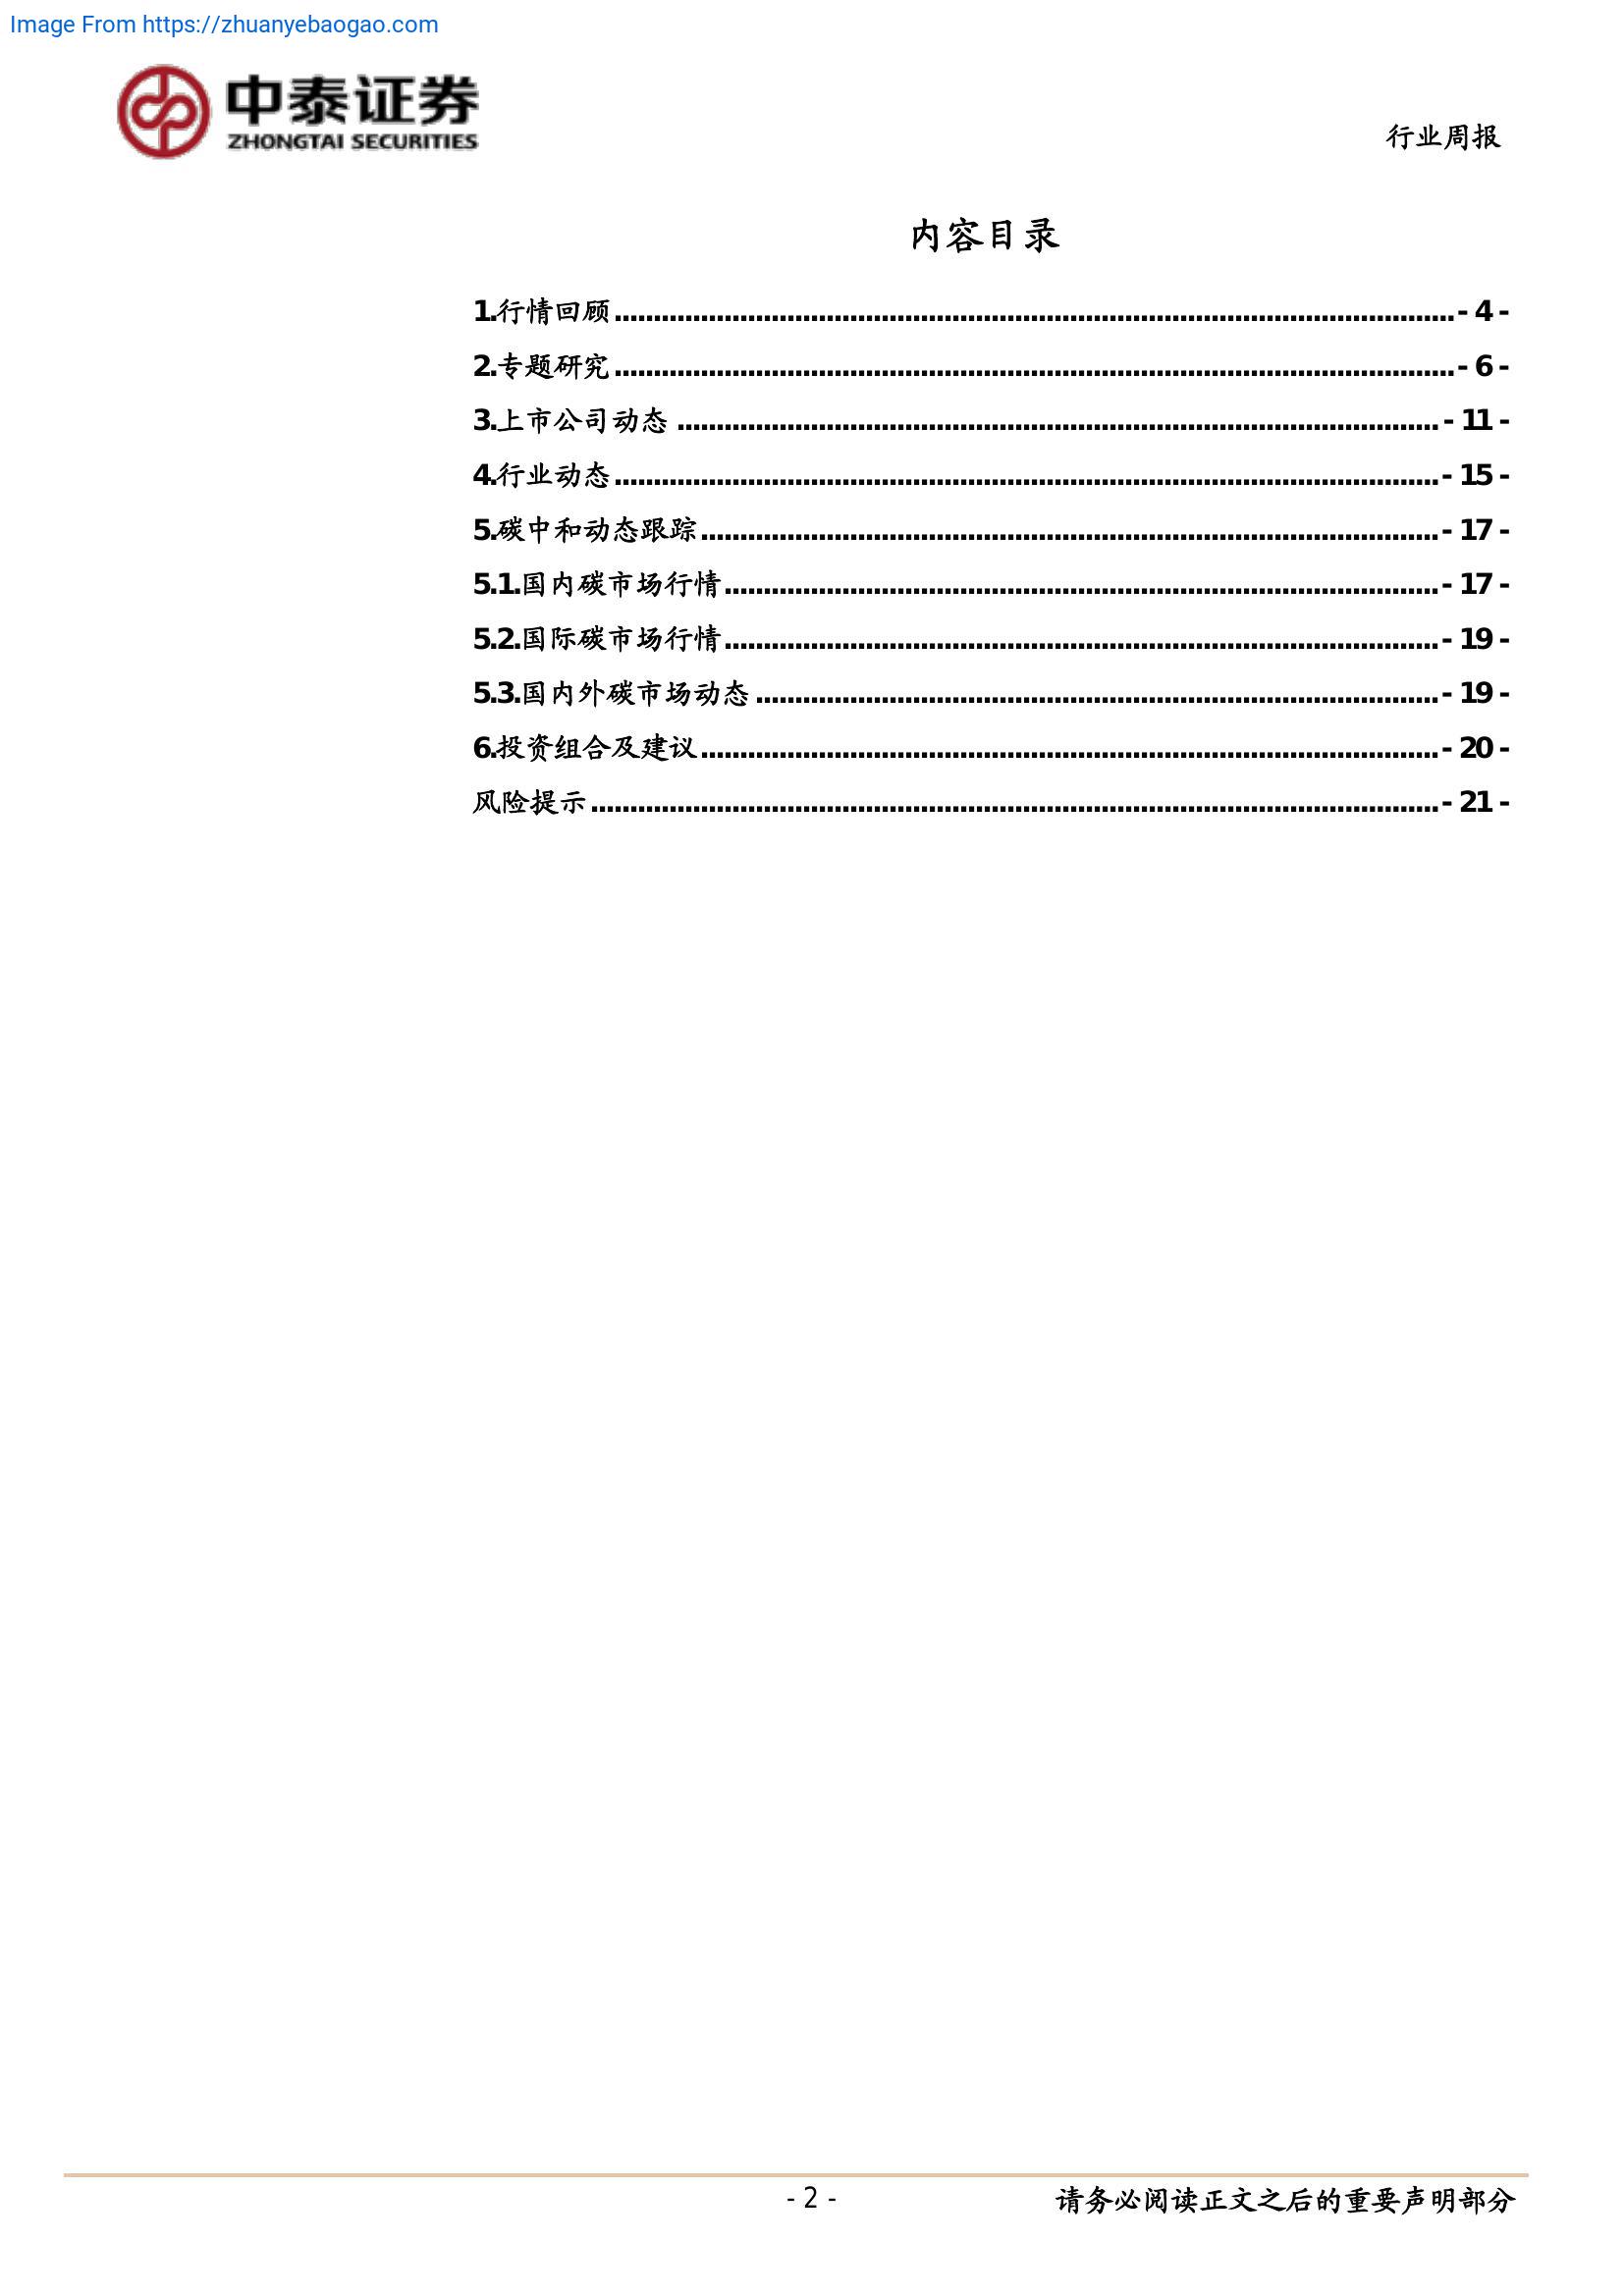 Image From https://zhuanyebaogao.com
中泰证券
ZHONGTAI SECURITIES
行业周报
内容目录
1.行情回顾 - 4 -
2.专题研究 - 6 -
3.上市公司动态 - 11 -
4.行业动态 - 15 -
5.碳中和动态跟踪 - 17 -
5.1.国内碳市场行情 - 17 -
5.2.国际碳市场行情 - 19 -
5.3.国内外碳市场动态 - 19 -
6.投资组合及建议 - 20 -
风险提示 - 21 -
- 2 -
请务必阅读正文之后的重要声明部分